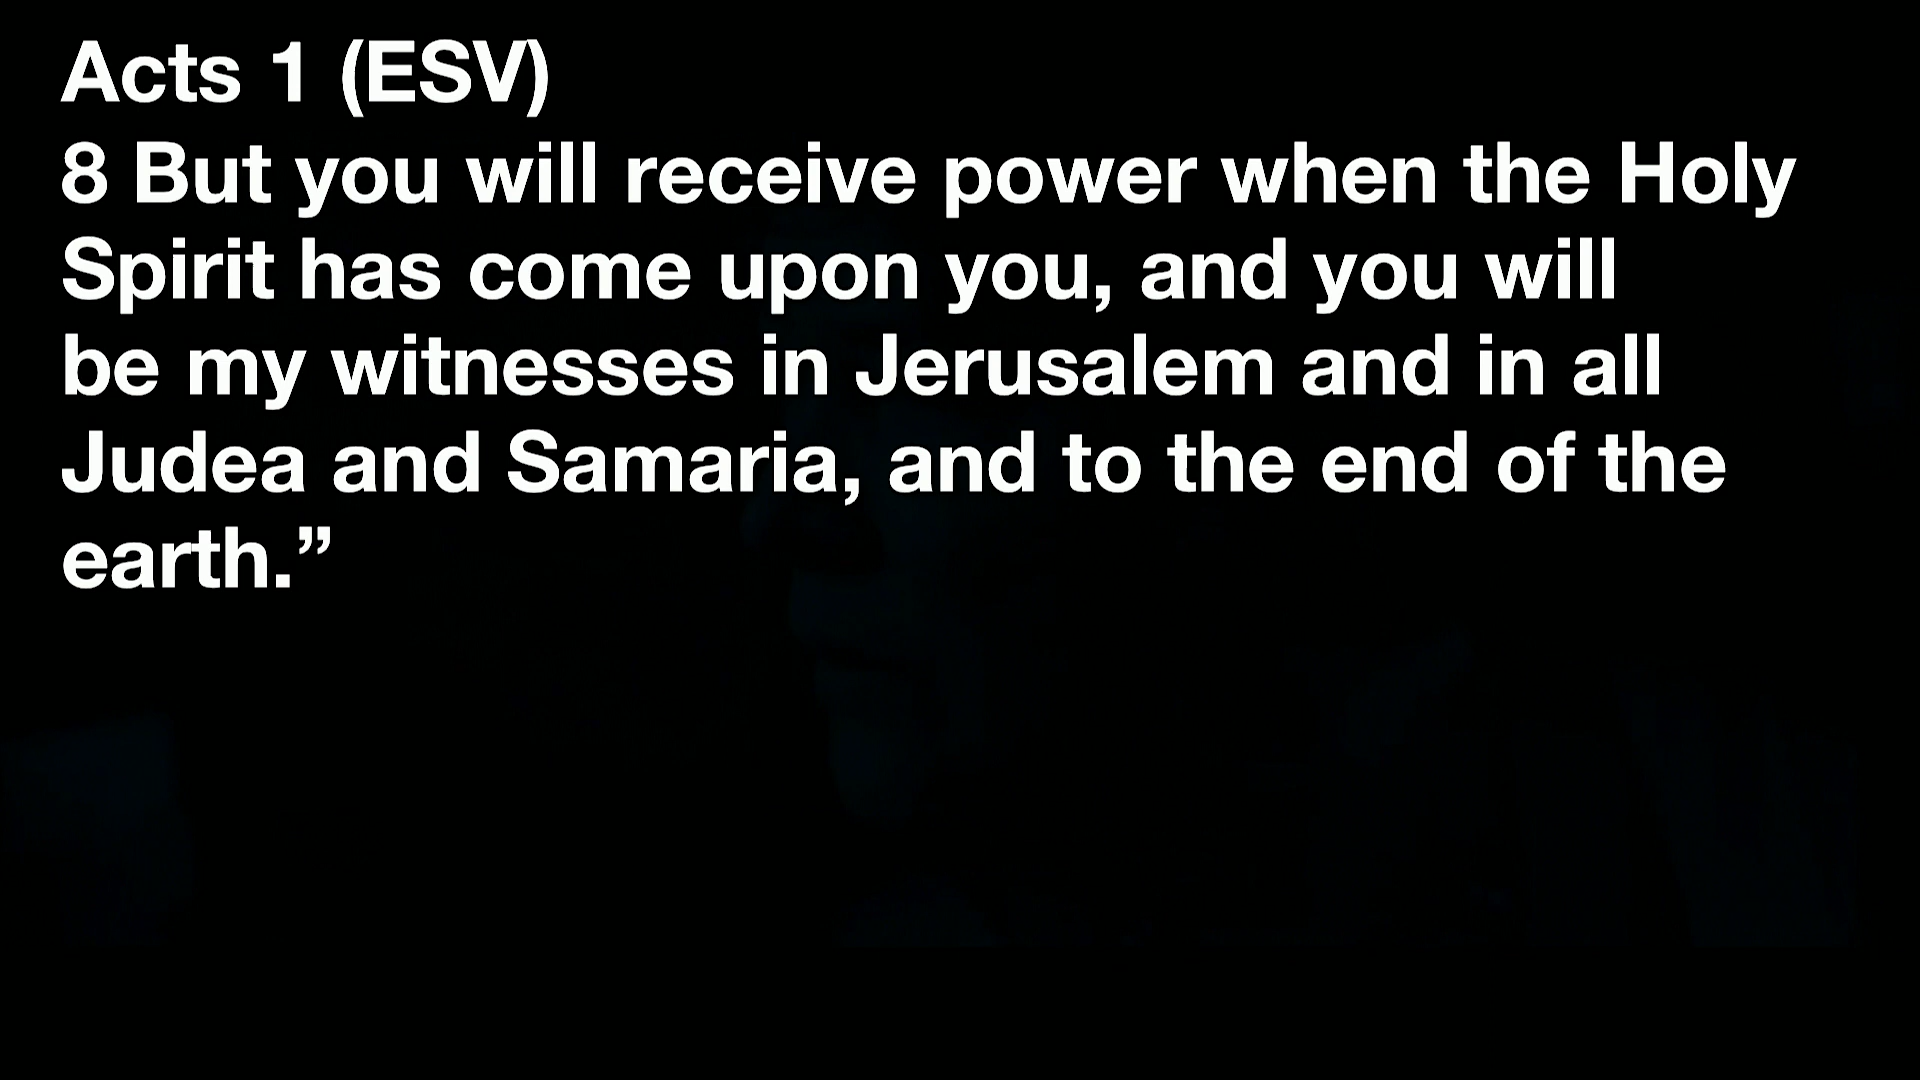 Acts 1 (ESV)
8 But you will receive power when the Holy
Spirit has come upon you, and you will
be my witnesses in Jerusalem and in all
Judea and Samaria, and to the end of the
earth.”